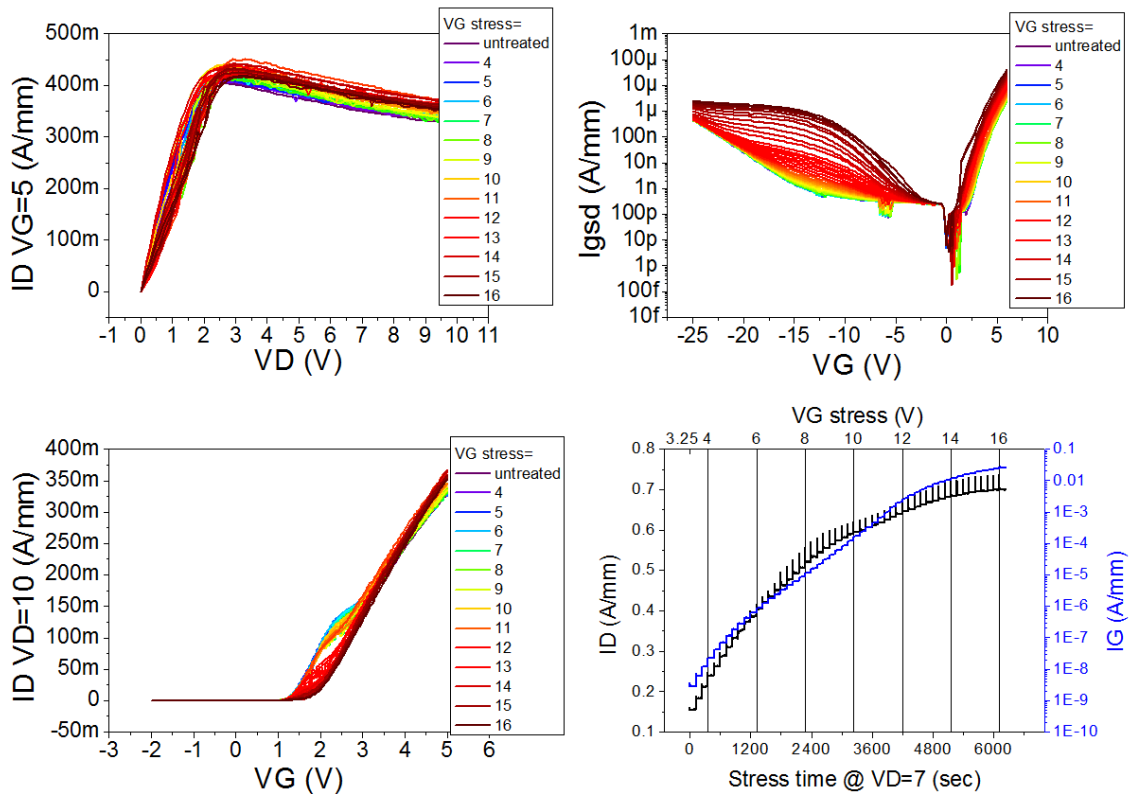 500m
400m
300m
200m
100m
0
ID VG=5 (A/mm)
-1 0 1 2 3 4 5 6 7 8 9 10 11
VD (V)
VG stress=
untreated
4
5
6
7
8
9
10
11
12
13
14
15
16
1m
100µ
10µ
1µ
100n
10n
1n
100p
10p
1p
100f
10f
Igsd (A/mm)
-25 -20 -15 -10 -5 0 5 10
VG (V)
VG stress=
untreated
4
5
6
7
8
9
10
11
12
13
14
15
16
400m
350m
300m
250m
200m
150m
100m
50m
0
-50m
ID VD=10 (A/mm)
-3 -2 -1 0 1 2 3 4 5 6
VG (V)
VG stress=
untreated
4
5
6
7
8
9
10
11
12
13
14
15
16
VG stress (V)
3.25 4 6 8 10 12 14 16
0.8
0.7
0.6
0.5
0.4
0.3
0.2
0.1
ID (A/mm)
0.1
0.01
1E-3
1E-4
1E-5
1E-6
1E-7
1E-8
1E-9
1E-10
IG (A/mm)
0 1200 2400 3600 4800 6000
Stress time @ VD=7 (sec)